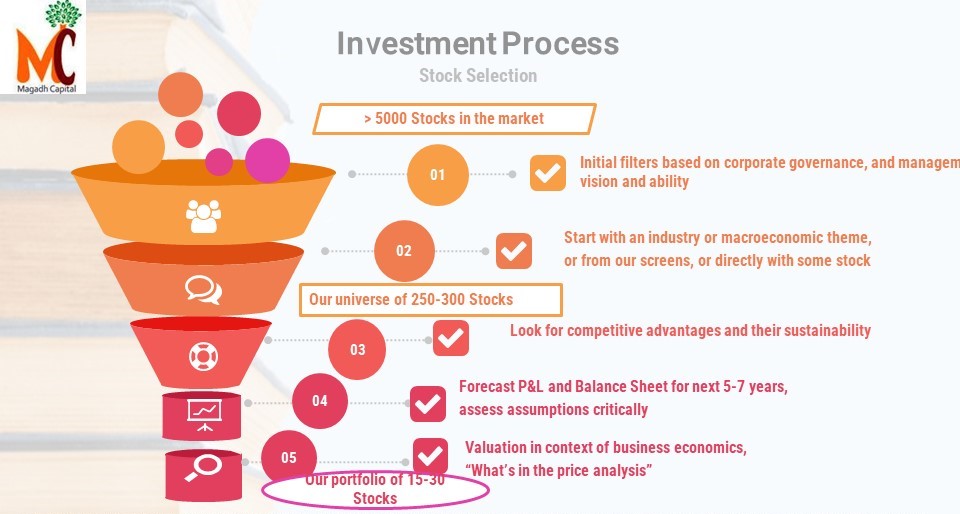 MC
Magadh Capital
Investment Process
Stock Selection
> 5000 Stocks in the market
01
Initial filters based on corporate governance, and managem
vision and ability
02
Start with an industry or macroeconomic theme,
or from our screens, or directly with some stock
Our universe of 250-300 Stocks
03
Look for competitive advantages and their sustainability
04
Forecast P&L and Balance Sheet for next 5-7 years,
assess assumptions critically
05
Valuation in context of business economics,
“What’s in the price analysis”
Our portfolio of 15-30
Stocks